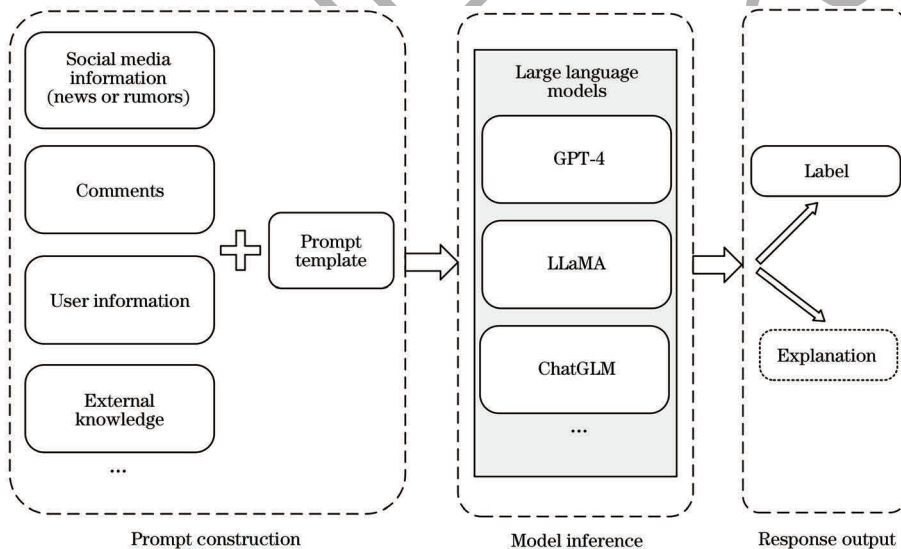 Social media
information
(news or rumors)
Comments
User information
External
knowledge
...
Prompt
template
Prompt construction
Large language
models
GPT-4
LLaMA
ChatGLM
...
Model inference
Label
Explanation
Response output